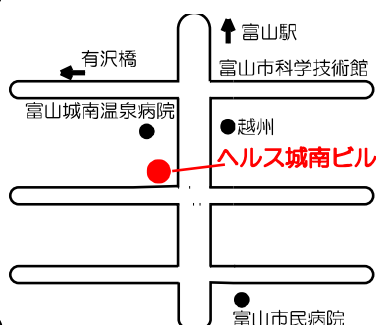 富山駅
有沢橋
富山市科学技術館
富山城南温泉病院
越州
ヘルス城南ビル
富山市民病院